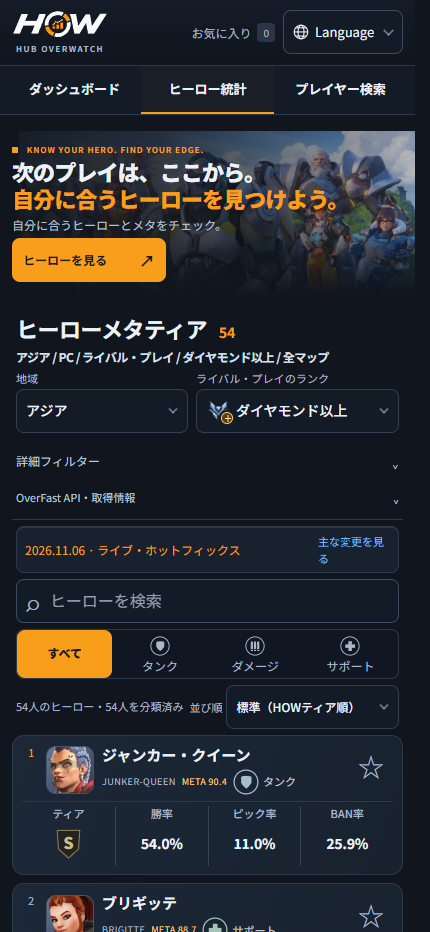 HOW
HUB OVERWATCH
お気に入り 0
Language
ダッシュボード
ヒーロー統計
プレイヤー検索
KNOW YOUR HERO. FIND YOUR EDGE.
次のプレイは、ここから。
自分に合うヒーローを見つけよう。
自分に合うヒーローとメタをチェック。
ヒーローを見る ↗
ヒーローメタティア 54
アジア / PC / ライバル・プレイ / ダイヤモンド以上 / 全マップ
地域
ライバル・プレイのランク
アジア
ダイヤモンド以上
詳細フィルター
OverFast API・取得情報
2026.11.06 · ライブ・ホットフィックス
主な変更を見
る
ヒーローを検索
すべて
タンク
ダメージ
サポート
54人のヒーロー・54人を分類済み
並び順
標準（HOWティア順）
1
ジャンカー・クイーン
JUNKER-QUEEN META 90.4 タンク
ティア
勝率
ピック率
BAN率
S
54.0%
11.0%
25.9%
2
ブリギッテ
BRIGITTE META 88.7 サポート